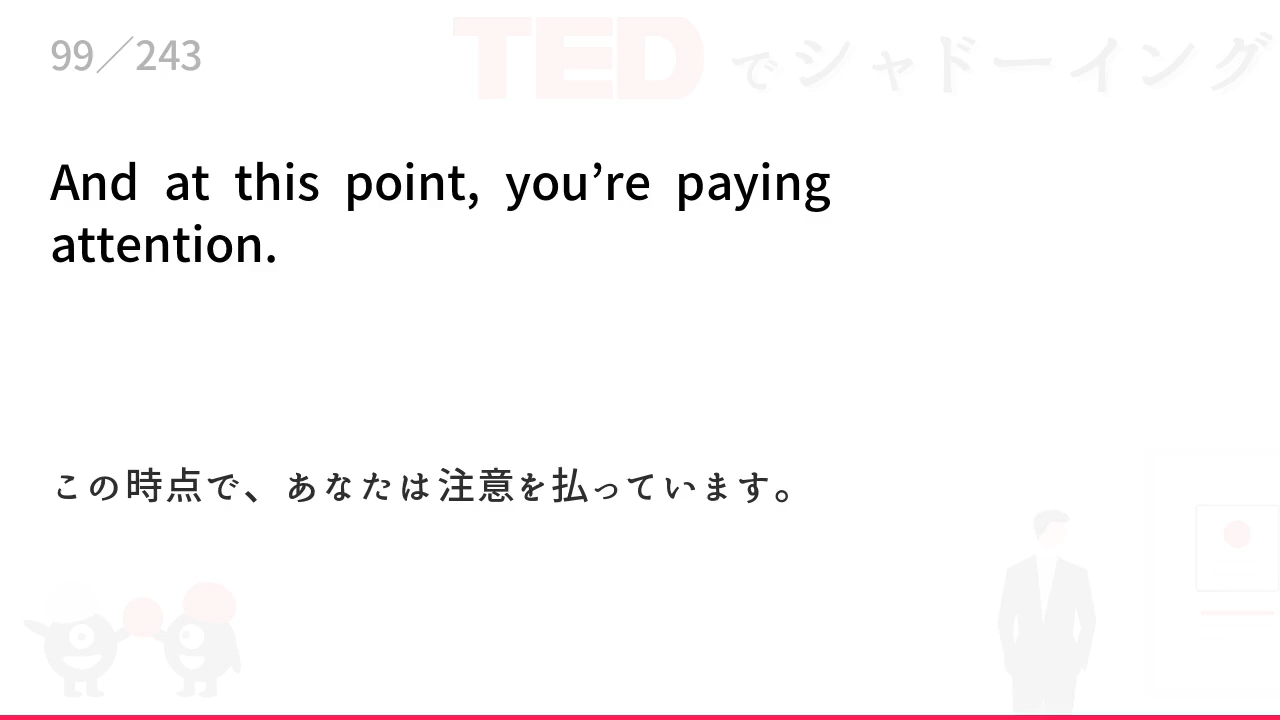 99／243
TEDでシャドーイング
And at this point, you’re paying
attention.
この時点で、あなたは注意を払っています。